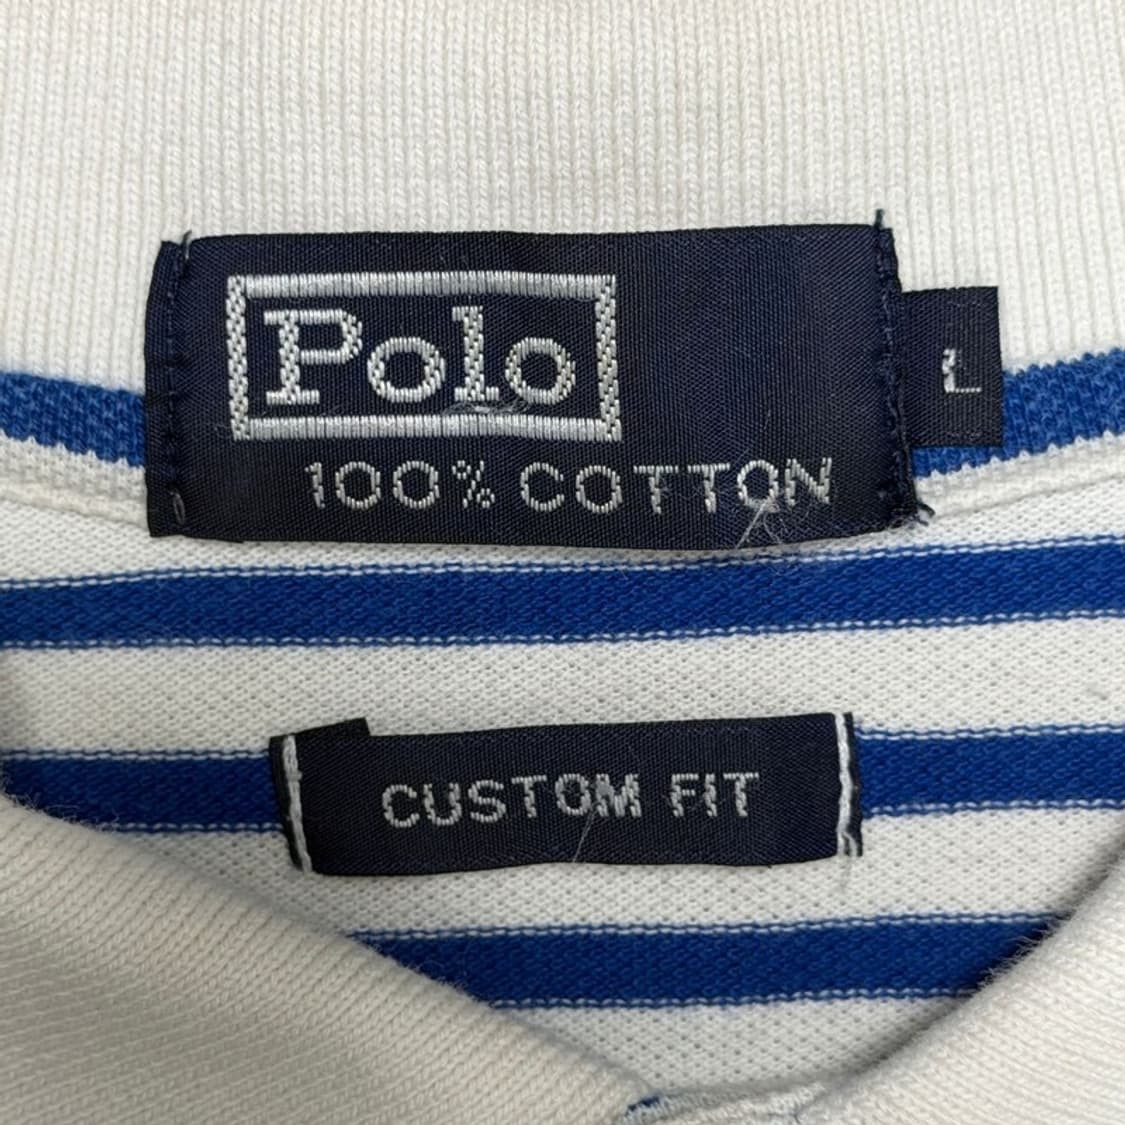 Polo
100% COTTON
L
CUSTOM FIT